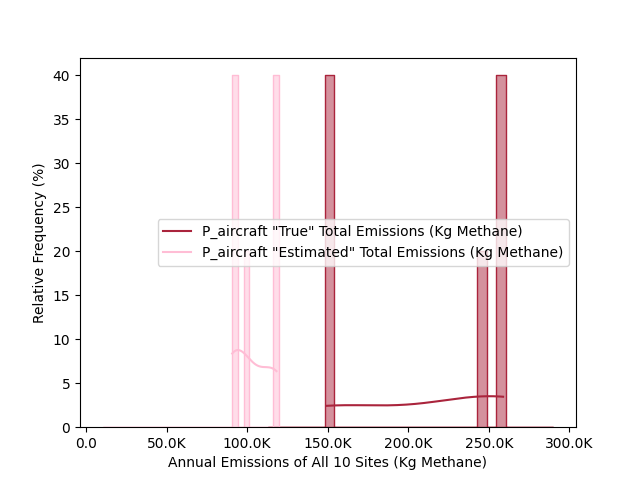 40
35
30
25
20
15
10
5
0
Relative Frequency (%)
P_aircraft "True" Total Emissions (Kg Methane)
P_aircraft "Estimated" Total Emissions (Kg Methane)
0.0 50.0K 100.0K 150.0K 200.0K 250.0K 300.0K
Annual Emissions of All 10 Sites (Kg Methane)